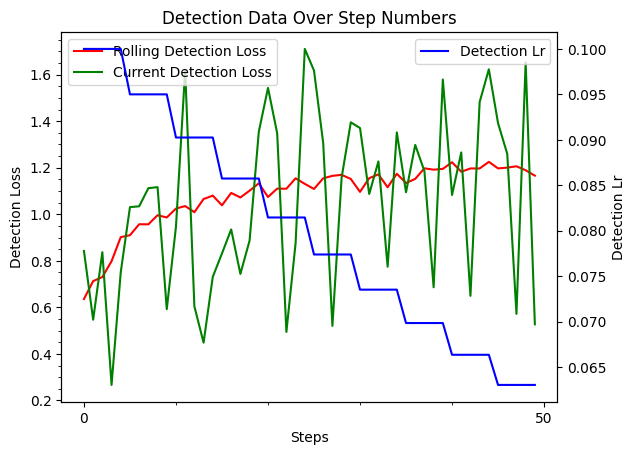 Detection Data Over Step Numbers
Rolling Detection Loss
Current Detection Loss
Detection Lr
1.6
1.4
1.2
1.0
0.8
0.6
0.4
0.2
Detection Loss
0.100
0.095
0.090
0.085
0.080
0.075
0.070
0.065
Detection Lr
0
50
Steps